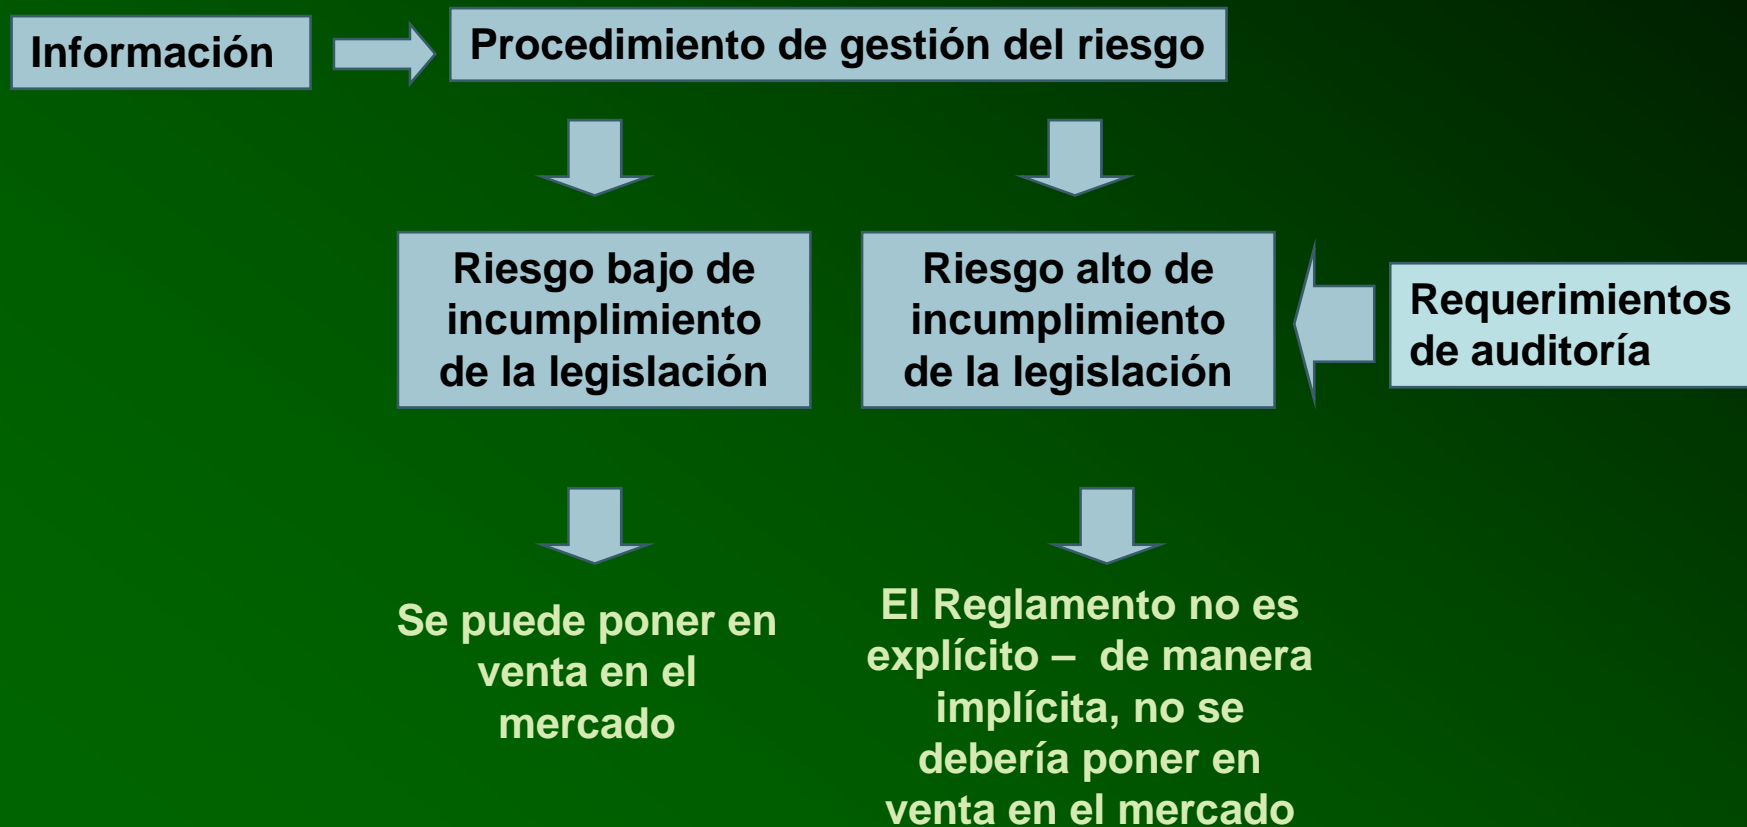 Información
Procedimiento de gestión del riesgo
Riesgo bajo de
incumplimiento
de la legislación
Riesgo alto de
incumplimiento
de la legislación
Requerimientos
de auditoría
Se puede poner en
venta en el
mercado
El Reglamento no es
explícito – de manera
implícita, no se
debería poner en
venta en el mercado